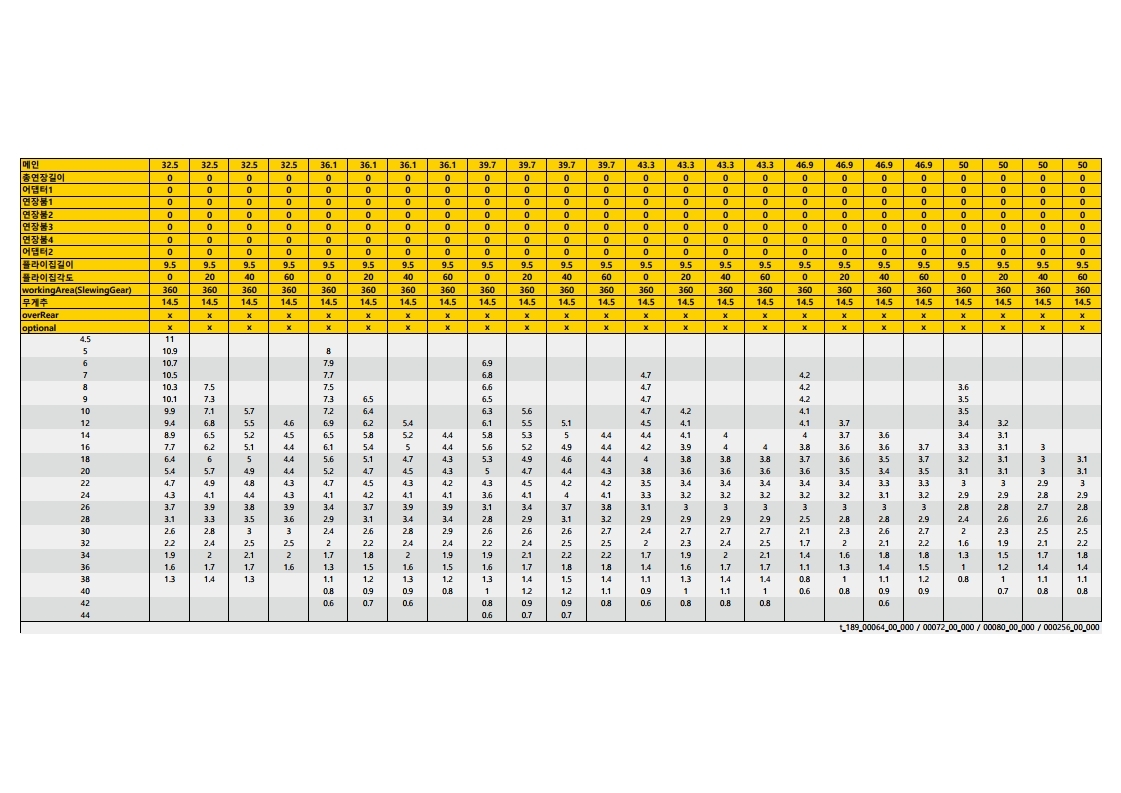 메인 32.5 32.5 32.5 32.5 36.1 36.1 36.1 36.1 39.7 39.7 39.7 39.7 43.3 43.3 43.3 43.3 46.9 46.9 46.9 46.9 50 50 50 50
총연장길이 0 0 0 0 0 0 0 0 0 0 0 0 0 0 0 0 0 0 0 0 0 0 0 0
어댑터1 0 0 0 0 0 0 0 0 0 0 0 0 0 0 0 0 0 0 0 0 0 0 0 0
연장붐1 0 0 0 0 0 0 0 0 0 0 0 0 0 0 0 0 0 0 0 0 0 0 0 0
연장붐2 0 0 0 0 0 0 0 0 0 0 0 0 0 0 0 0 0 0 0 0 0 0 0 0
연장붐3 0 0 0 0 0 0 0 0 0 0 0 0 0 0 0 0 0 0 0 0 0 0 0 0
연장붐4 0 0 0 0 0 0 0 0 0 0 0 0 0 0 0 0 0 0 0 0 0 0 0 0
어댑터2 0 0 0 0 0 0 0 0 0 0 0 0 0 0 0 0 0 0 0 0 0 0 0 0
플라이집길이 9.5 9.5 9.5 9.5 9.5 9.5 9.5 9.5 9.5 9.5 9.5 9.5 9.5 9.5 9.5 9.5 9.5 9.5 9.5 9.5 9.5 9.5 9.5 9.5
플라이집각도 0 20 40 60 0 20 40 60 0 20 40 60 0 20 40 60 0 20 40 60 0 20 40 60
workingArea(SlewingGear) 360 360 360 360 360 360 360 360 360 360 360 360 360 360 360 360 360 360 360 360 360 360 360 360
무게추 14.5 14.5 14.5 14.5 14.5 14.5 14.5 14.5 14.5 14.5 14.5 14.5 14.5 14.5 14.5 14.5 14.5 14.5 14.5 14.5 14.5 14.5 14.5 14.5
overRear x x x x x x x x x x x x x x x x x x x x x x x x
optional x x x x x x x x x x x x x x x x x x x x x x x x
4.5 11
5 10.9 8
6 10.7 7.9 6.9
7 10.5 7.7 6.8 4.7 4.2
8 10.3 7.5 7.5 6.6 4.7 4.2 3.6
9 10.1 7.3 7.3 6.5 6.5 4.7 4.2 3.5
10 9.9 7.1 5.7 7.2 6.4 6.3 5.6 4.7 4.2 4.1 3.5
12 9.4 6.8 5.5 4.6 6.9 6.2 5.4 6.1 5.5 5.1 4.5 4.1 4.1 3.7 3.4 3.2
14 8.9 6.5 5.2 4.5 6.5 5.8 5.2 4.4 5.8 5.3 5 4.4 4.4 4.1 4 4 3.7 3.6 3.4 3.1
16 7.7 6.2 5.1 4.4 6.1 5.4 5 4.4 5.6 5.2 4.9 4.4 4.2 3.9 4 4 3.8 3.6 3.6 3.7 3.3 3.1 3
18 6.4 6 5 4.4 5.6 5.1 4.7 4.3 5.3 4.9 4.6 4.4 4 3.8 3.8 3.8 3.7 3.6 3.5 3.7 3.2 3.1 3 3.1
20 5.4 5.7 4.9 4.4 5.2 4.7 4.5 4.3 5 4.7 4.4 4.3 3.8 3.6 3.6 3.6 3.6 3.5 3.4 3.5 3.1 3.1 3 3.1
22 4.7 4.9 4.8 4.3 4.7 4.5 4.3 4.2 4.3 4.5 4.2 4.2 3.5 3.4 3.4 3.4 3.4 3.4 3.3 3.3 3 3 2.9 3
24 4.3 4.1 4.4 4.3 4.1 4.2 4.1 4.1 3.6 4.1 4 4.1 3.3 3.2 3.2 3.2 3.2 3.2 3.1 3.2 2.9 2.9 2.8 2.9
26 3.7 3.9 3.8 3.9 3.4 3.7 3.9 3.9 3.1 3.4 3.7 3.8 3.1 3 3 3 3 3 3 3 2.8 2.8 2.7 2.8
28 3.1 3.3 3.5 3.6 2.9 3.1 3.4 3.4 2.8 2.9 3.1 3.2 2.9 2.9 2.9 2.9 2.5 2.8 2.8 2.9 2.4 2.6 2.6 2.6
30 2.6 2.8 3 3 2.4 2.6 2.8 2.9 2.5 2.6 2.8 2.8 2.4 2.6 2.7 2.7 2.1 2.3 2.6 2.7 2 2.3 2.5 2.5
32 2.2 2.4 2.5 2.5 2 2.2 2.4 2.4 2.2 2.4 2.5 2.5 2 2.3 2.4 2.5 1.7 2 2.1 2.2 1.6 1.9 2.1 2.2
34 1.9 2 2.1 2 1.7 1.8 2 1.9 1.9 2.1 2.2 2.2 1.7 1.9 2 2.1 1.4 1.6 1.8 1.8 1.3 1.5 1.7 1.8
36 1.6 1.7 1.7 1.6 1.3 1.5 1.6 1.5 1.6 1.7 1.8 1.8 1.4 1.6 1.7 1.7 1.1 1.3 1.4 1.5 1 1.2 1.4 1.4
38 1.3 1.4 1.3 1.1 1.2 1.3 1.2 1.3 1.4 1.5 1.4 1.1 1.3 1.4 1.4 0.8 1 1.1 1.2 0.8 1 1.1 1.1
40 0.8 0.9 0.9 0.8 1 1.2 1.2 1.1 0.9 1 1.1 1 0.6 0.8 0.9 0.9 0.7 0.8 0.8
42 0.6 0.7 0.6 0.8 0.9 0.9 0.8 0.6 0.8 0.8 0.8 0.6
44 0.6 0.7 0.7
t_189_00064_00_000 / 00072_00_000 / 00080_00_000 / 000256_00_000